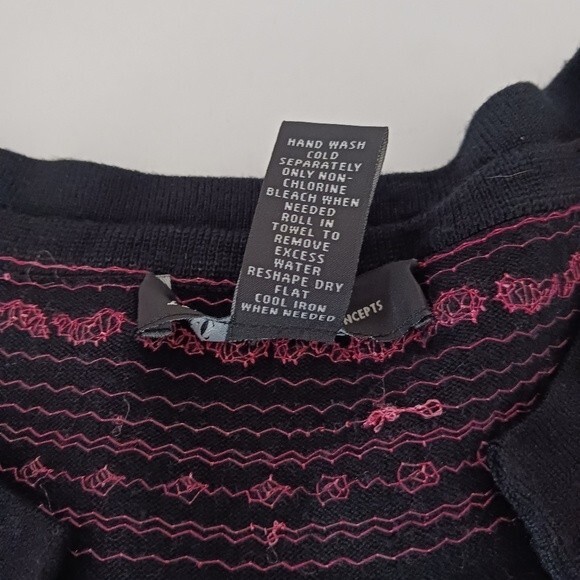 HAND WASH
COLD
SEPARATELY
ONLY NON-
CHLORINE
BLEACH WHEN
NEEDED
ROLL IN
TOWEL TO
REMOVE
EXCESS
WATER
RESHAPE DRY
FLAT
COOL IRON
WHEN NEEDED
NCEPTS